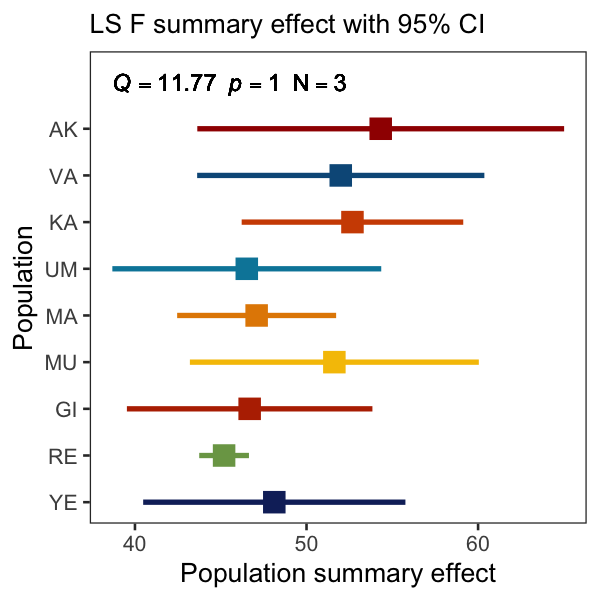 LS F summary effect with 95% CI
Q = 11.77 p = 1 N = 3
AK
VA
KA
UM
MA
MU
GI
RE
YE
Population
40 50 60
Population summary effect